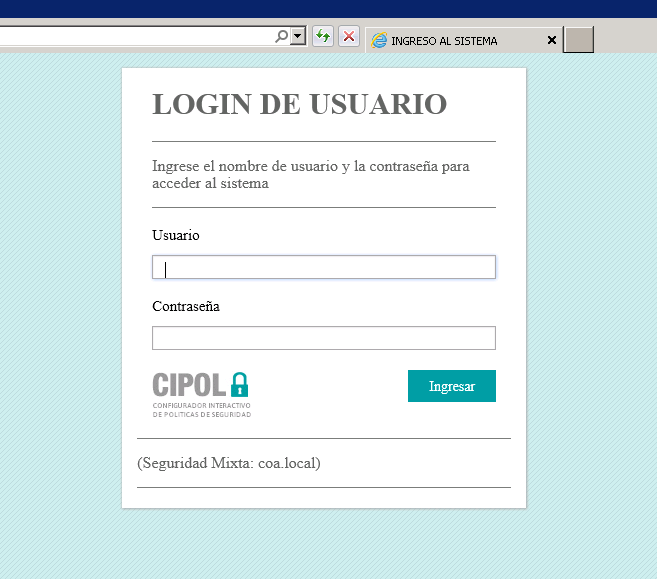 INGRESO AL SISTEMA
LOGIN DE USUARIO
Ingrese el nombre de usuario y la contraseña para
acceder al sistema
Usuario
Contraseña
CIPOL
CONFIGURADOR INTERACTIVO
DE POLITICAS DE SEGURIDAD
Ingresar
(Seguridad Mixta: coa.local)